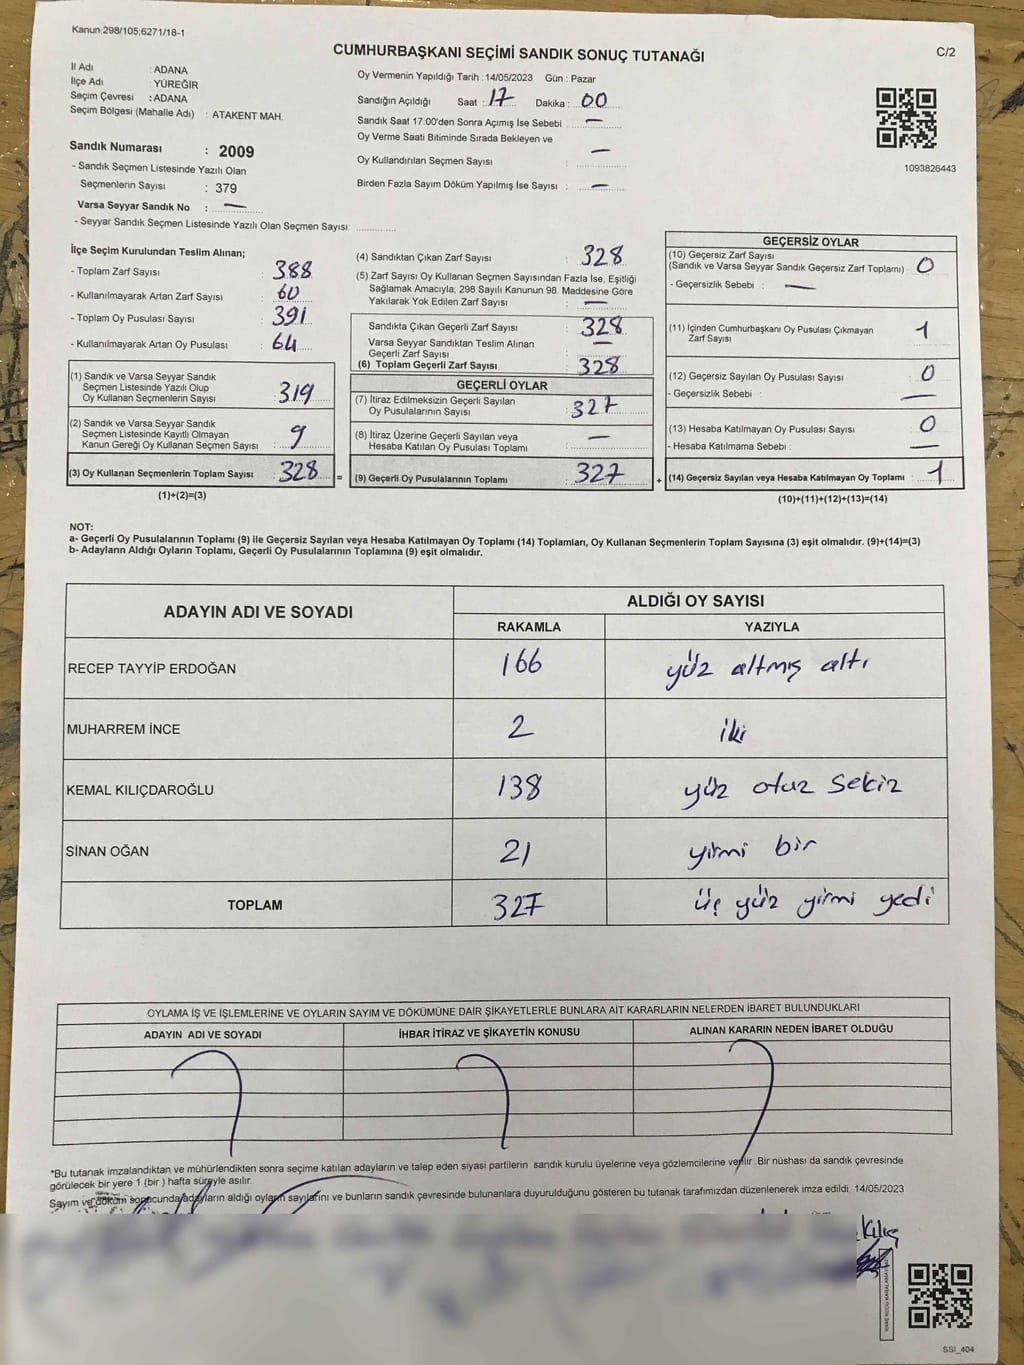 Kanun;298/105;6271/18-1
CUMHURBAŞKANI SEÇİMİ SANDIK SONUÇ TUTANAĞI
C/2
İl Adı : ADANA
İlçe Adı : YÜREĞİR
Seçim Çevresi : ADANA
Seçim Bölgesi (Mahalle Adı) : ATAKENT MAH.
Sandık Numarası : 2009
- Sandık Seçmen Listesinde Yazılı Olan
Seçmenlerin Sayısı : 379
Varsa Seyyar Sandık No : —
- Seyyar Sandık Seçmen Listesinde Yazılı Olan Seçmen Sayısı:
Oy Vermenin Yapıldığı Tarih :14/05/2023 Gün : Pazar
Sandığın Açıldığı Saat : 17 Dakika : 00
Sandık Saat 17:00'den Sonra Açımış İse Sebebi : —
Oy Verme Saati Bitiminde Sırada Bekleyen ve
Oy Kullandırılan Seçmen Sayısı : —
Birden Fazla Sayım Döküm Yapılmış İse Sayısı : —
1093826443
İlçe Seçim Kurulundan Teslim Alınan;
- Toplam Zarf Sayısı : 388
- Kullanılmayarak Artan Zarf Sayısı : 60
- Toplam Oy Pusulası Sayısı : 391
- Kullanılmayarak Artan Oy Pusulası : 64
(1) Sandık ve Varsa Seyyar Sandık
Seçmen Listesinde Yazılı Olup
Oy Kullanan Seçmenlerin Sayısı : 319
(2) Sandık ve Varsa Seyyar Sandık
Seçmen Listesinde Kayıtlı Olmayan
Kanun Gereği Oy Kullanan Seçmen Sayısı : 9
(3) Oy Kullanan Seçmenlerin Toplam Sayısı : 328 =
(1)+(2)=(3)
(4) Sandıktan Çıkan Zarf Sayısı : 328
(5) Zarf Sayısı Oy Kullanan Seçmen Sayısından Fazla İse, Eşitliği
Sağlamak Amacıyla; 298 Sayılı Kanunun 98. Maddesine Göre
Yakılarak Yok Edilen Zarf Sayısı : —
Sandıkta Çıkan Geçerli Zarf Sayısı : 328
Varsa Seyyar Sandıktan Teslim Alınan
Geçerli Zarf Sayısı : —
(6) Toplam Geçerli Zarf Sayısı : 328
GEÇERLİ OYLAR
(7) İtiraz Edilmeksizin Geçerli Sayılan
Oy Pusulalarının Sayısı : 327
(8) İtiraz Üzerine Geçerli Sayılan veya
Hesaba Katılan Oy Pusulası Toplamı : —
(9) Geçerli Oy Pusulalarının Toplamı : 327 +
GEÇERSİZ OYLAR
(10) Geçersiz Zarf Sayısı
(Sandık ve Varsa Seyyar Sandık Geçersiz Zarf Toplamı) : 0
- Geçersizlik Sebebi : —
(11) İçinden Cumhurbaşkanı Oy Pusulası Çıkmayan
Zarf Sayısı : 1
(12) Geçersiz Sayılan Oy Pusulası Sayısı : 0
- Geçersizlik Sebebi : —
(13) Hesaba Katılmayan Oy Pusulası Sayısı : 0
- Hesaba Katılmama Sebebi : —
(14) Geçersiz Sayılan veya Hesaba Katılmayan Oy Toplamı : 1
(10)+(11)+(12)+(13)=(14)
NOT:
a- Geçerli Oy Pusulalarının Toplamı (9) ile Geçersiz Sayılan veya Hesaba Katılmayan Oy Toplamı (14) Toplamları, Oy Kullanan Seçmenlerin Toplam Sayısına (3) eşit olmalıdır. (9)+(14)=(3)
b- Adayların Aldığı Oyların Toplamı, Geçerli Oy Pusulalarının Toplamına (9) eşit olmalıdır.
ADAYIN ADI VE SOYADI ALDIĞI OY SAYISI
RAKAMLA YAZIYLA
RECEP TAYYİP ERDOĞAN 166 yüz altmış altı
MUHARREM İNCE 2 iki
KEMAL KILIÇDAROĞLU 138 yüz otuz sekiz
SİNAN OĞAN 21 yirmi bir
TOPLAM 327 üç yüz yirmi yedi
OYLAMA İŞ VE İŞLEMLERİNE VE OYLARIN SAYIM VE DÖKÜMÜNE DAİR ŞİKAYETLERLE BUNLARA AİT KARARLARIN NELERDEN İBARET BULUNDUKLARI
ADAYIN ADI VE SOYADI İHBAR İTİRAZ VE ŞİKAYETİN KONUSU ALINAN KARARIN NEDEN İBARET OLDUĞU
*Bu tutanak imzalandıktan ve mühürlendikten sonra seçime katılan adayların ve talep eden siyasi partilerin sandık kurulu üyelerine veya gözlemcilerine verilir. Bir nüshası da sandık çevresinde
görülecek bir yere 1 (bir ) hafta süreyle asılır.
Sayım ve döküm sonucunda adayların aldığı oyların sayılarını ve bunların sandık çevresinde bulunanlara duyurulduğunu gösteren bu tutanak tarafımızdan düzenlenerek imza edildi. 14/05/2023
Kılıç
SSI_404